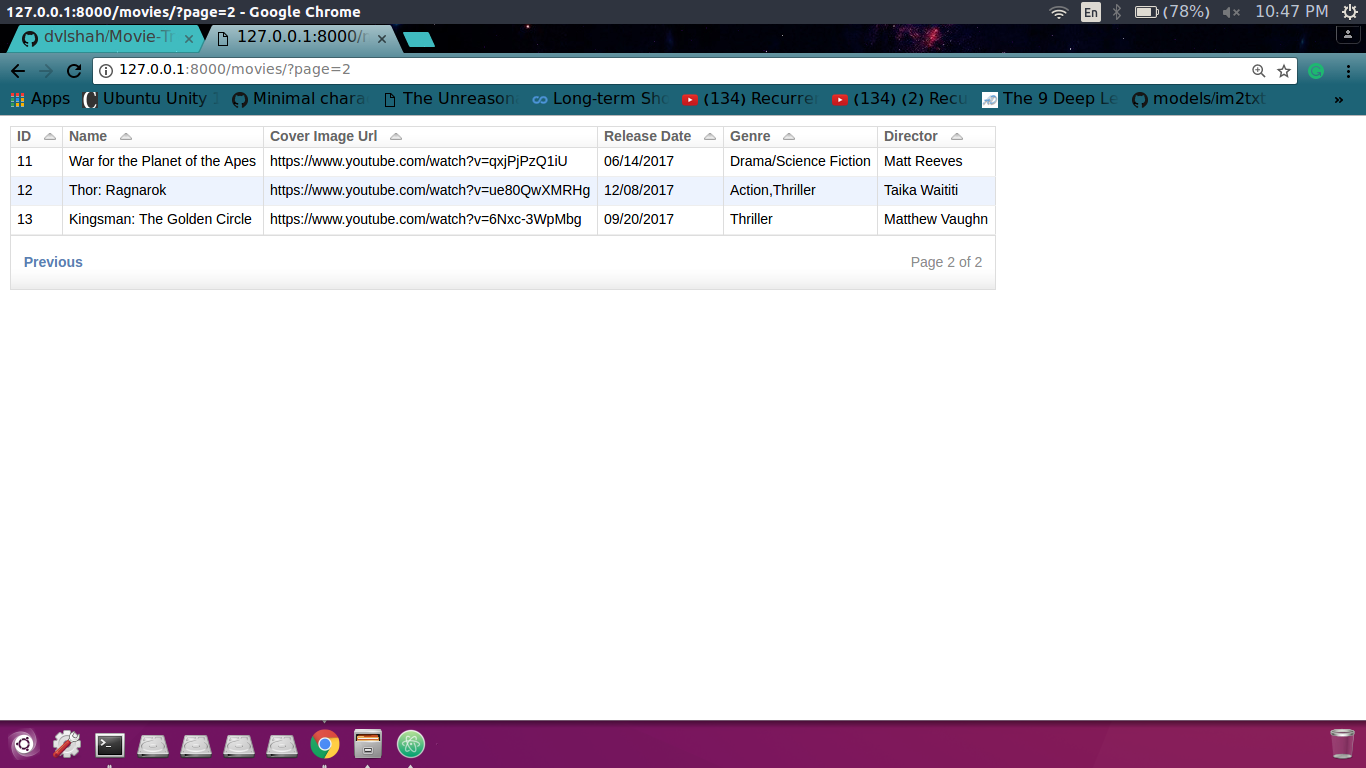 127.0.0.1:8000/movies/?page=2 - Google Chrome En (78%) 10:47 PM
dvlshah/Movie-Tr 127.0.0.1:8000/
127.0.0.1:8000/movies/?page=2
Apps Ubuntu Unity Minimal chara The Unreason Long-term Sho (134) Recurre (134) (2) Recu The 9 Deep Le models/im2txt »
ID Name Cover Image Url Release Date Genre Director
11 War for the Planet of the Apes https://www.youtube.com/watch?v=qxjPjPzQ1iU 06/14/2017 Drama/Science Fiction Matt Reeves
12 Thor: Ragnarok https://www.youtube.com/watch?v=ue80QwXMRHg 12/08/2017 Action,Thriller Taika Waititi
13 Kingsman: The Golden Circle https://www.youtube.com/watch?v=6Nxc-3WpMbg 09/20/2017 Thriller Matthew Vaughn
Previous Page 2 of 2